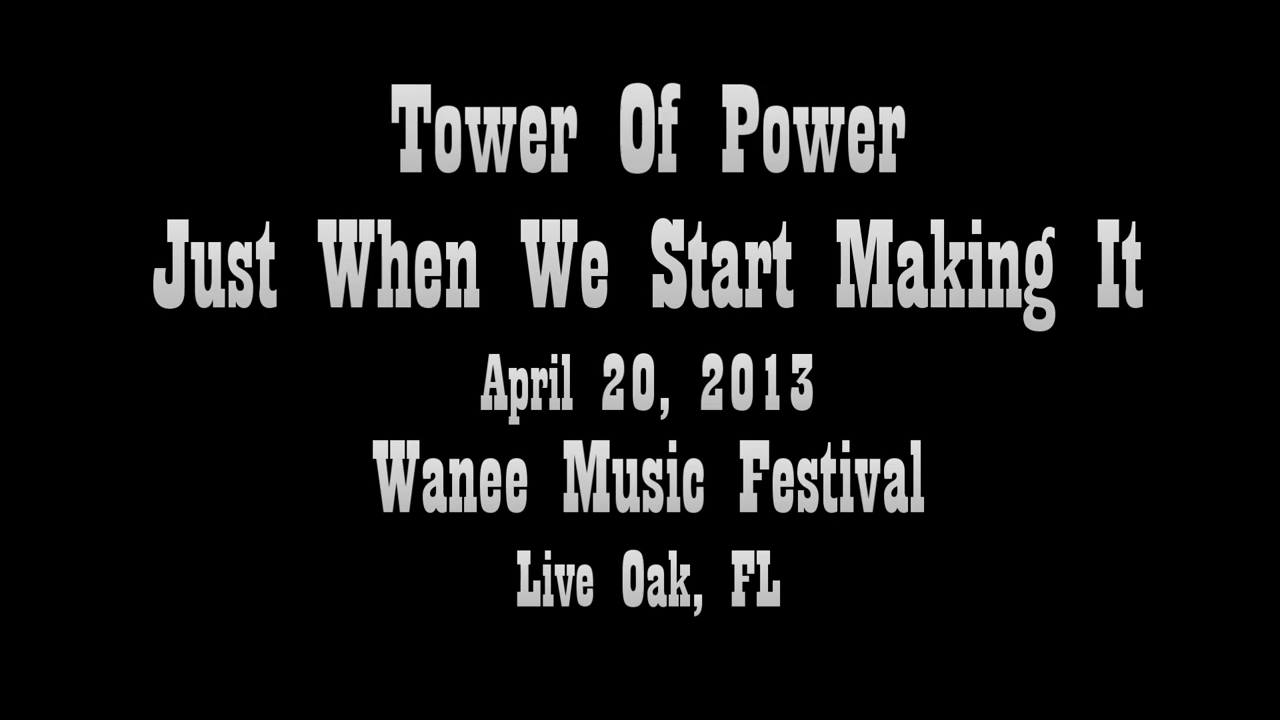 Tower Of Power
Just When We Start Making It
April 20, 2013
Wanee Music Festival
Live Oak, FL